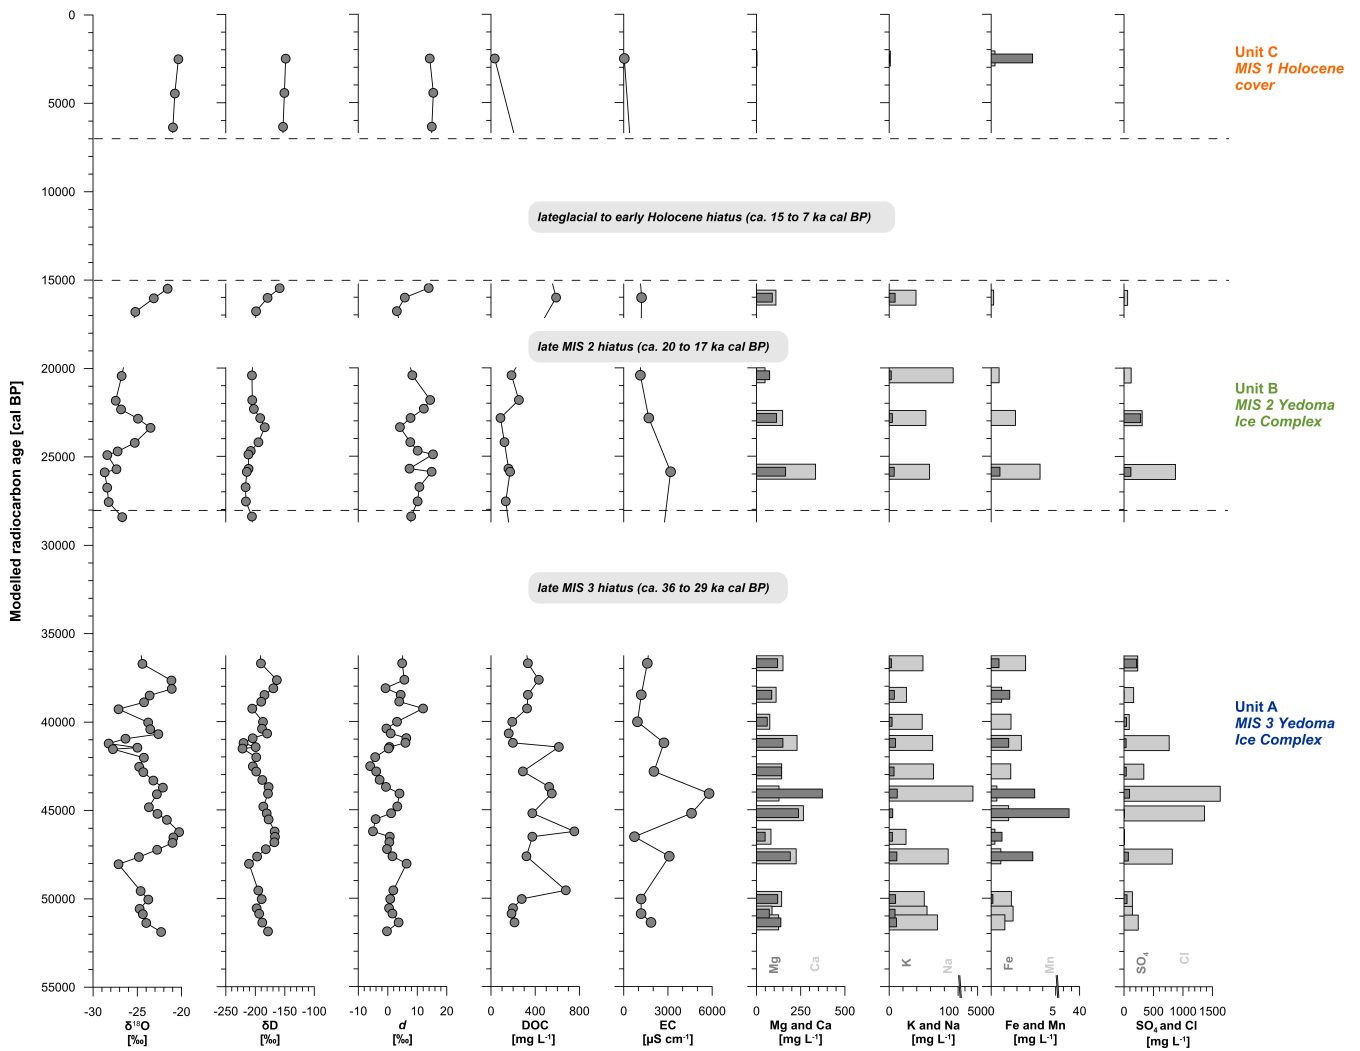 Modelled radiocarbon age [cal BP]
0
5000
10000
15000
20000
25000
30000
35000
40000
45000
50000
55000
Unit C
MIS 1 Holocene
cover
lateglacial to early Holocene hiatus (ca. 15 to 7 ka cal BP)
late MIS 2 hiatus (ca. 20 to 17 ka cal BP)
Unit B
MIS 2 Yedoma
Ice Complex
late MIS 3 hiatus (ca. 36 to 29 ka cal BP)
Unit A
MIS 3 Yedoma
Ice Complex
Mg Ca K Na Fe Mn SO₄ Cl
-30 -20 -250 -200 -150 -100 -20 -10 0 10 20 0 400 800 0 6000 0 500 0 100 5000 0 5 40 0 500 1000 1500
δ¹⁸O δD d DOC EC Mg and Ca K and Na Fe and Mn SO₄ and Cl
[‰] [‰] [‰] [mg L⁻¹] [µS cm⁻¹] [mg L⁻¹] [mg L⁻¹] [mg L⁻¹] [mg L⁻¹]